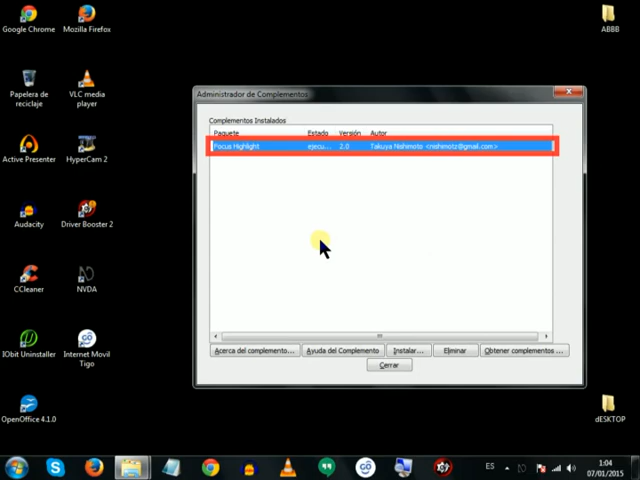 Google Chrome
Mozilla Firefox
ABBB
Papelera de
reciclaje
VLC media
player
Active Presenter
HyperCam 2
Audacity
Driver Booster 2
CCleaner
NVDA
IObit Uninstaller
Internet Movil
Tigo
OpenOffice 4.1.0
dESKTOP
Administrador de Complementos
Complementos Instalados
Paquete Estado Versión Autor
Focus Highlight ejecu... 2.0 Takuya Nishimoto <nishimotz@gmail.com>
Acerca del complemento... Ayuda del Complemento Instalar... Eliminar Obtener complementos ...
Cerrar
ES
1:04
07/01/2015